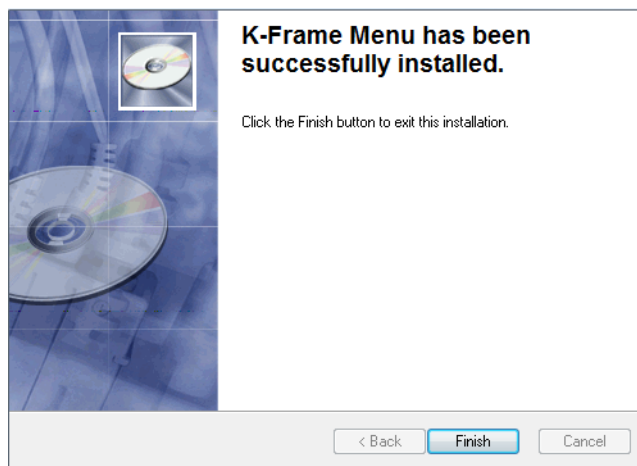 K-Frame Menu has been
successfully installed.
Click the Finish button to exit this installation.
< Back
Finish
Cancel